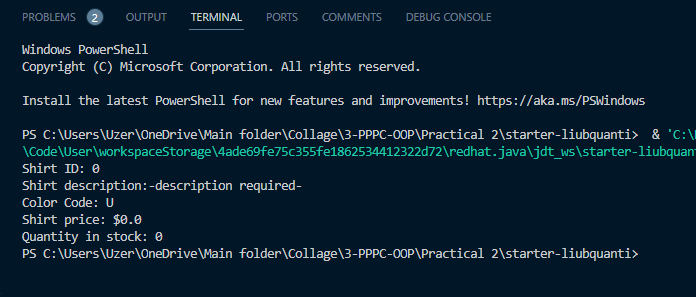 PROBLEMS 2 OUTPUT TERMINAL PORTS COMMENTS DEBUG CONSOLE
Windows PowerShell
Copyright (C) Microsoft Corporation. All rights reserved.
Install the latest PowerShell for new features and improvements! https://aka.ms/PSWindows
PS C:\Users\Uzer\OneDrive\Main folder\Collage\3-PPPC-OOP\Practical 2\starter-liubquanti>  & 'C:\
\Code\User\workspaceStorage\4ade69fe75c355fe1862534412322d72\redhat.java\jdt_ws\starter-liubquant
Shirt ID: 0
Shirt description:-description required-
Color Code: U
Shirt price: $0.0
Quantity in stock: 0
PS C:\Users\Uzer\OneDrive\Main folder\Collage\3-PPPC-OOP\Practical 2\starter-liubquanti>